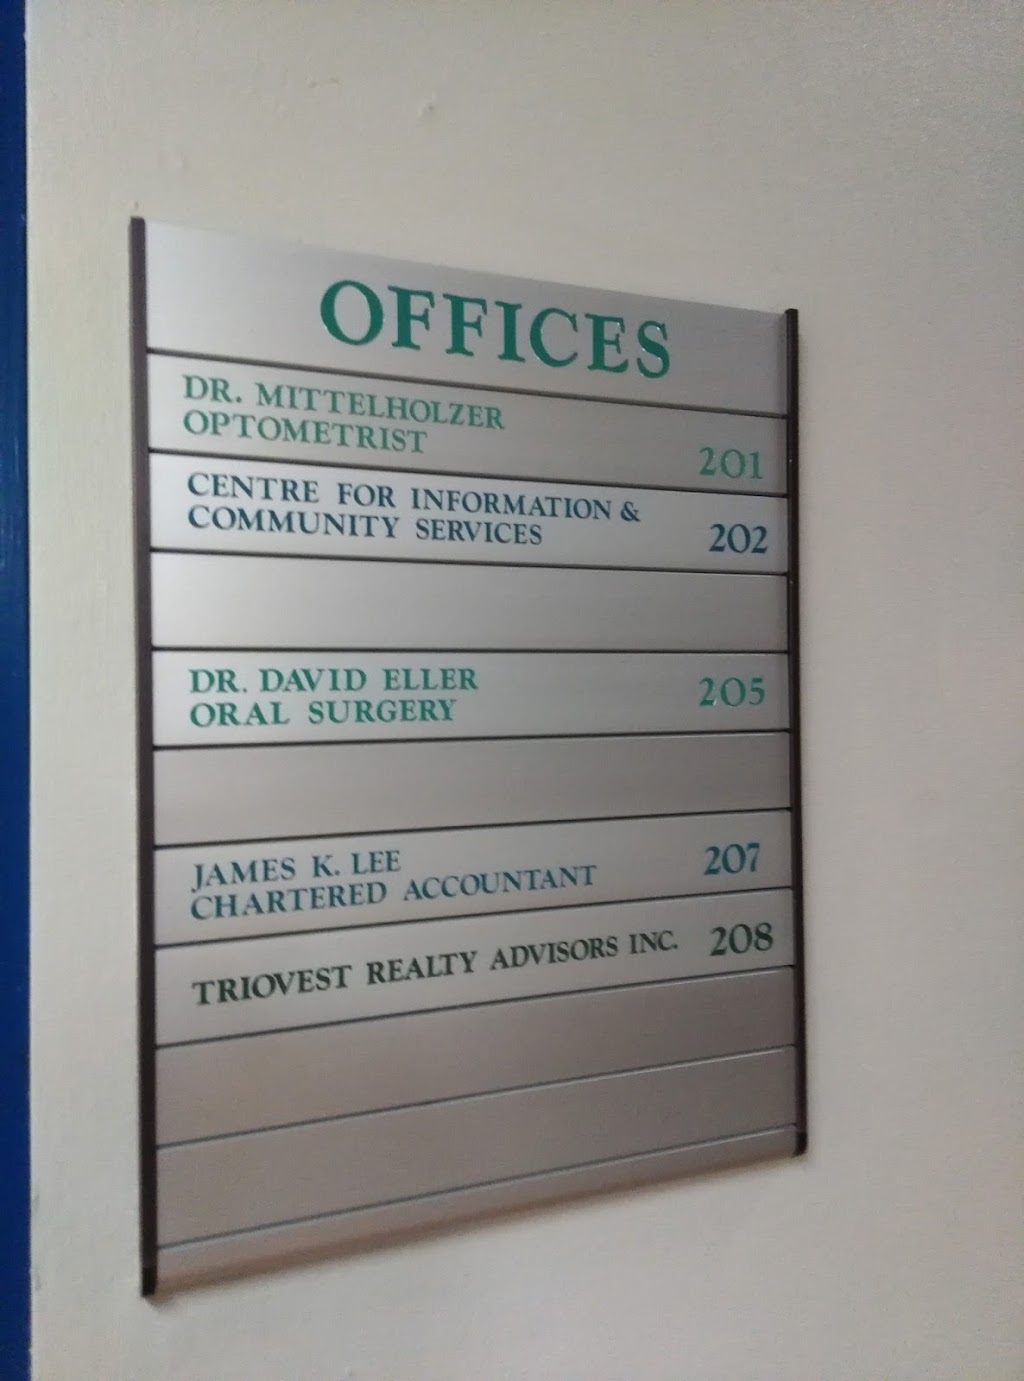 OFFICES
DR. MITTELHOLZER
OPTOMETRIST 201
CENTRE FOR INFORMATION &
COMMUNITY SERVICES 202
DR. DAVID ELLER 205
ORAL SURGERY
JAMES K. LEE 207
CHARTERED ACCOUNTANT
TRIOVEST REALTY ADVISORS INC. 208